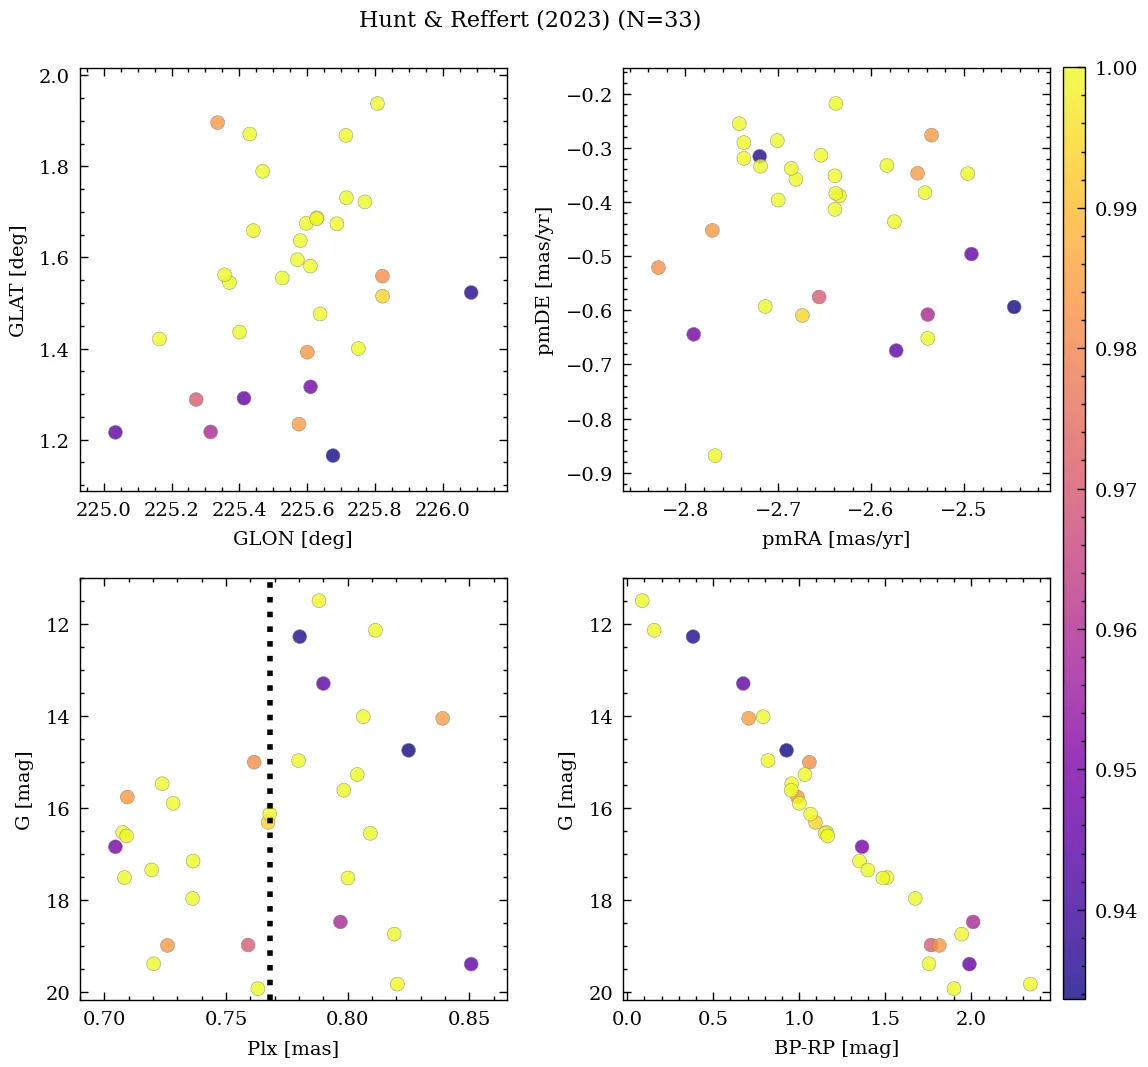 Hunt & Reffert (2023) (N=33)
2.0
1.8
1.6
1.4
1.2
GLAT [deg]
225.0 225.2 225.4 225.6 225.8 226.0
GLON [deg]
−0.2
−0.3
−0.4
−0.5
−0.6
−0.7
−0.8
−0.9
pmDE [mas/yr]
−2.8 −2.7 −2.6 −2.5
pmRA [mas/yr]
1.00
0.99
0.98
0.97
0.96
0.95
0.94
12
14
16
18
20
G [mag]
0.70 0.75 0.80 0.85
Plx [mas]
12
14
16
18
20
G [mag]
0.0 0.5 1.0 1.5 2.0
BP-RP [mag]